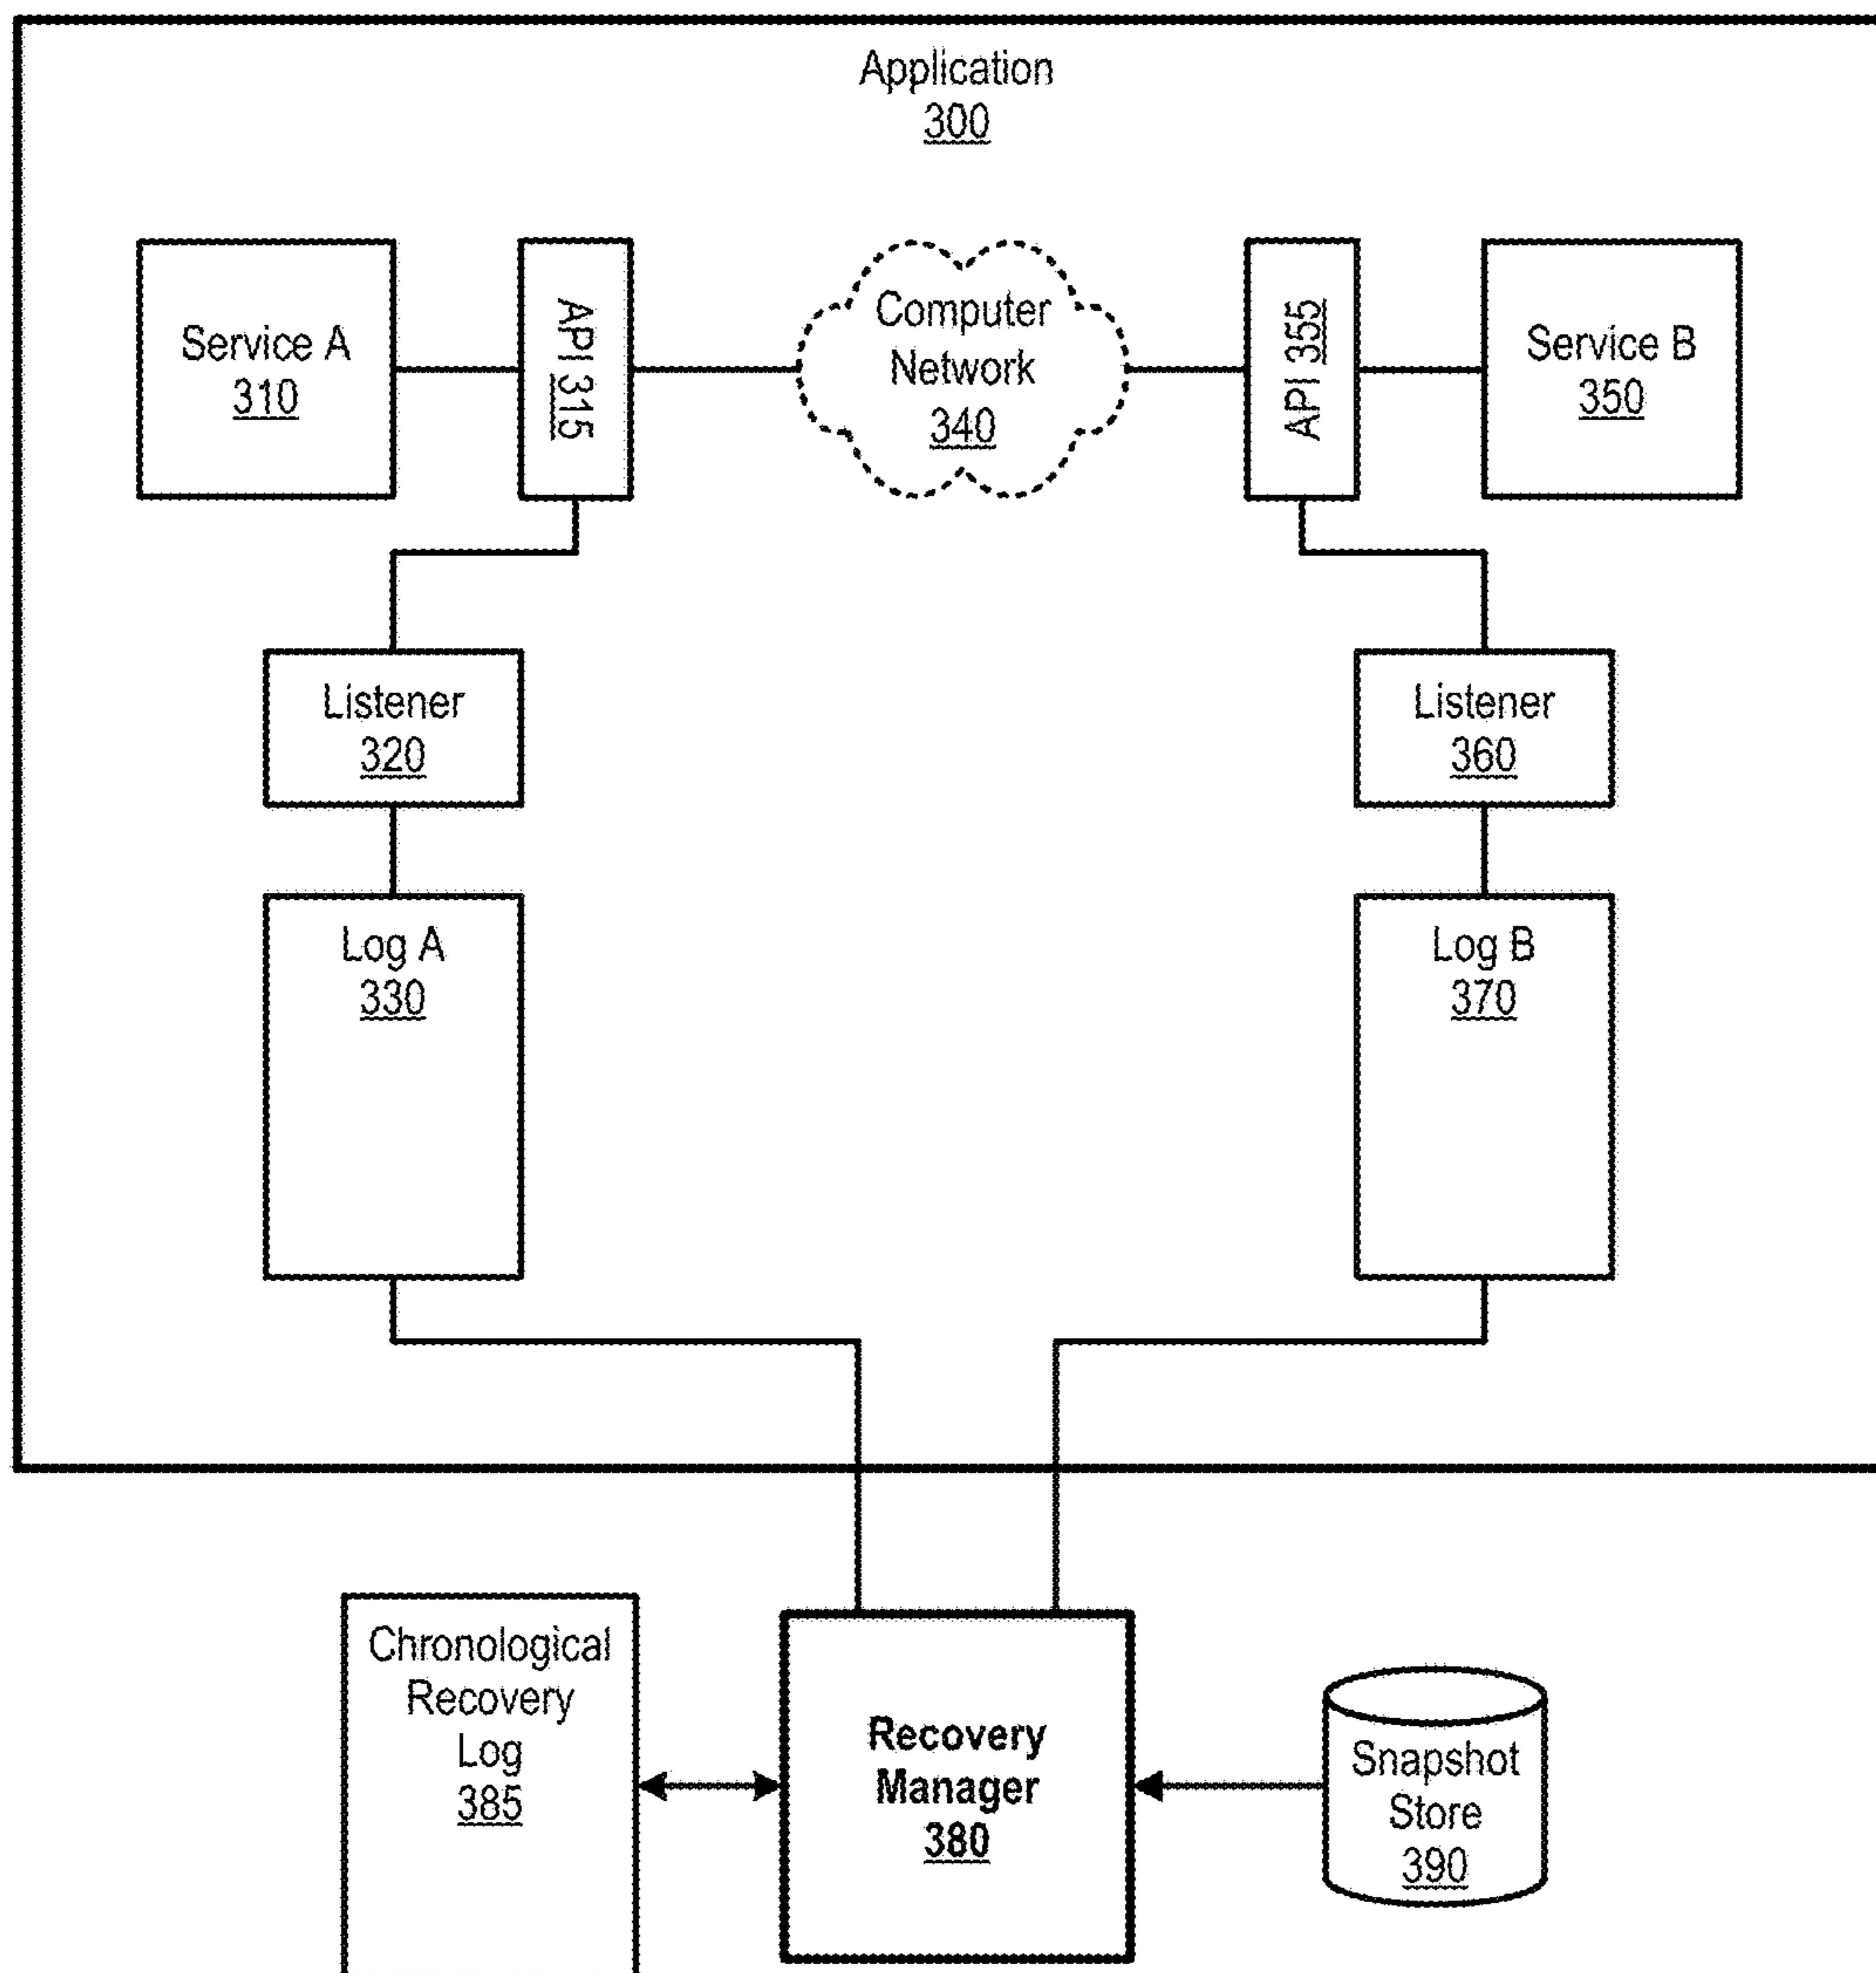 Application
300
Service A
310
API 315
Computer
Network
340
API 355
Service B
350
Listener
320
Listener
360
Log A
330
Log B
370
Chronological
Recovery
Log
385
Recovery
Manager
380
Snapshot
Store
390